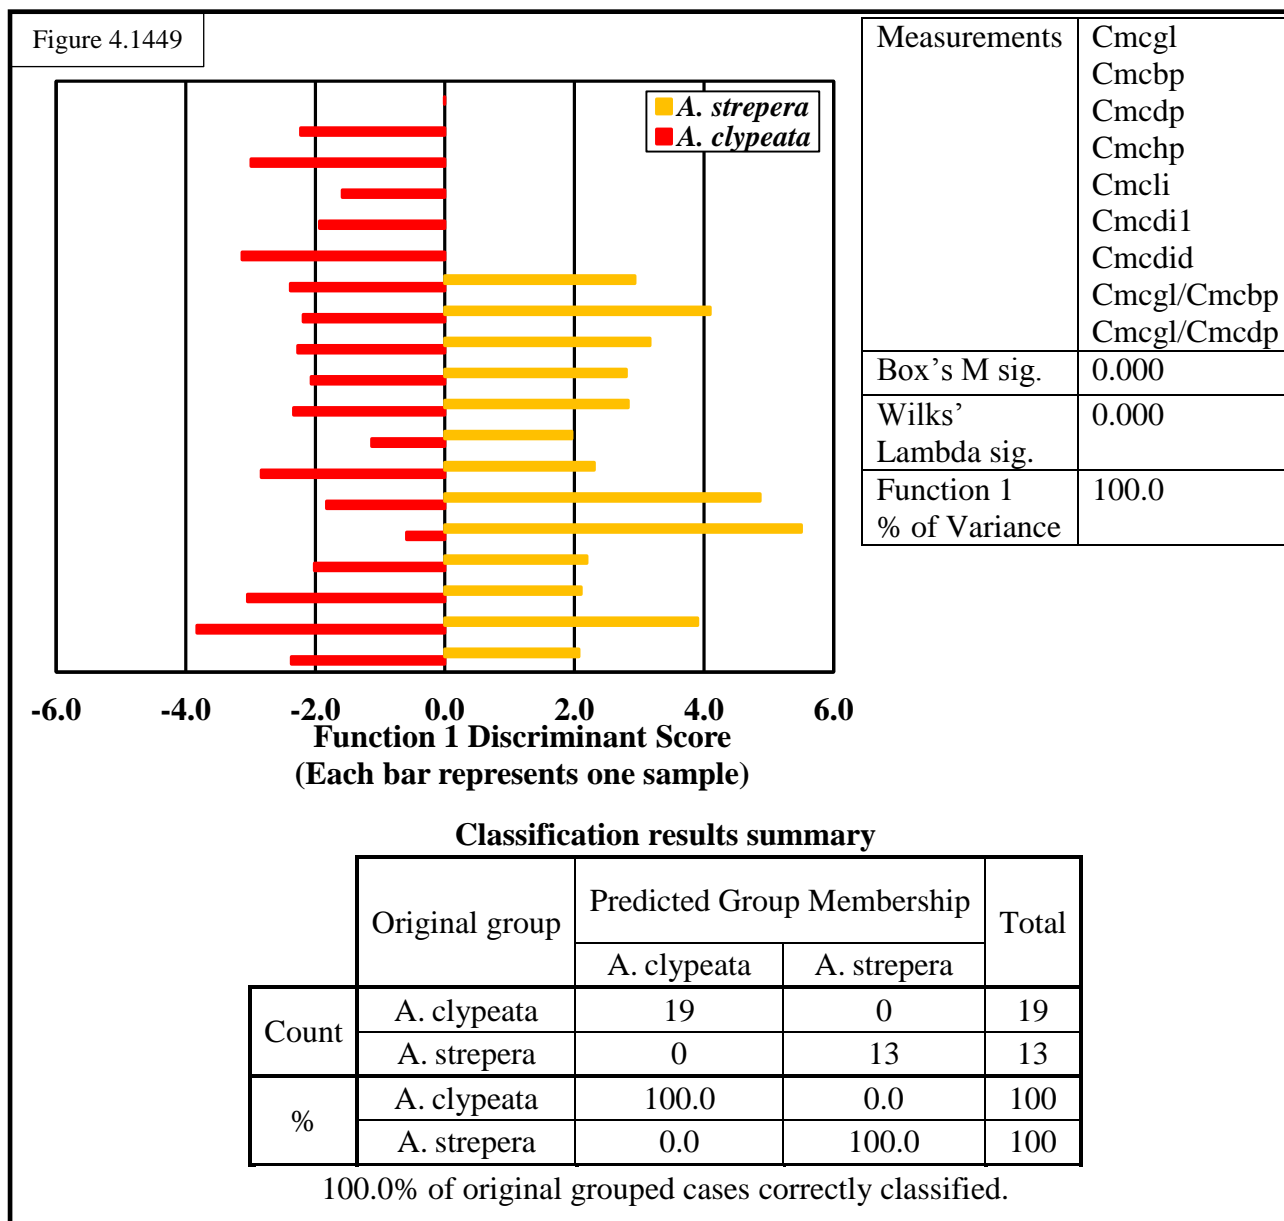 Figure 4.1449
A. strepera
A. clypeata
-6.0 -4.0 -2.0 0.0 2.0 4.0 6.0
Function 1 Discriminant Score
(Each bar represents one sample)
Measurements Cmcgl
Cmcbp
Cmcdp
Cmchp
Cmcli
Cmcdi1
Cmcdid
Cmcgl/Cmcbp
Cmcgl/Cmcdp
Box’s M sig. 0.000
Wilks’ 0.000
Lambda sig.
Function 1 100.0
% of Variance
Classification results summary
Original group Predicted Group Membership Total
A. clypeata A. strepera
Count A. clypeata 19 0 19
A. strepera 0 13 13
% A. clypeata 100.0 0.0 100
A. strepera 0.0 100.0 100
100.0% of original grouped cases correctly classified.